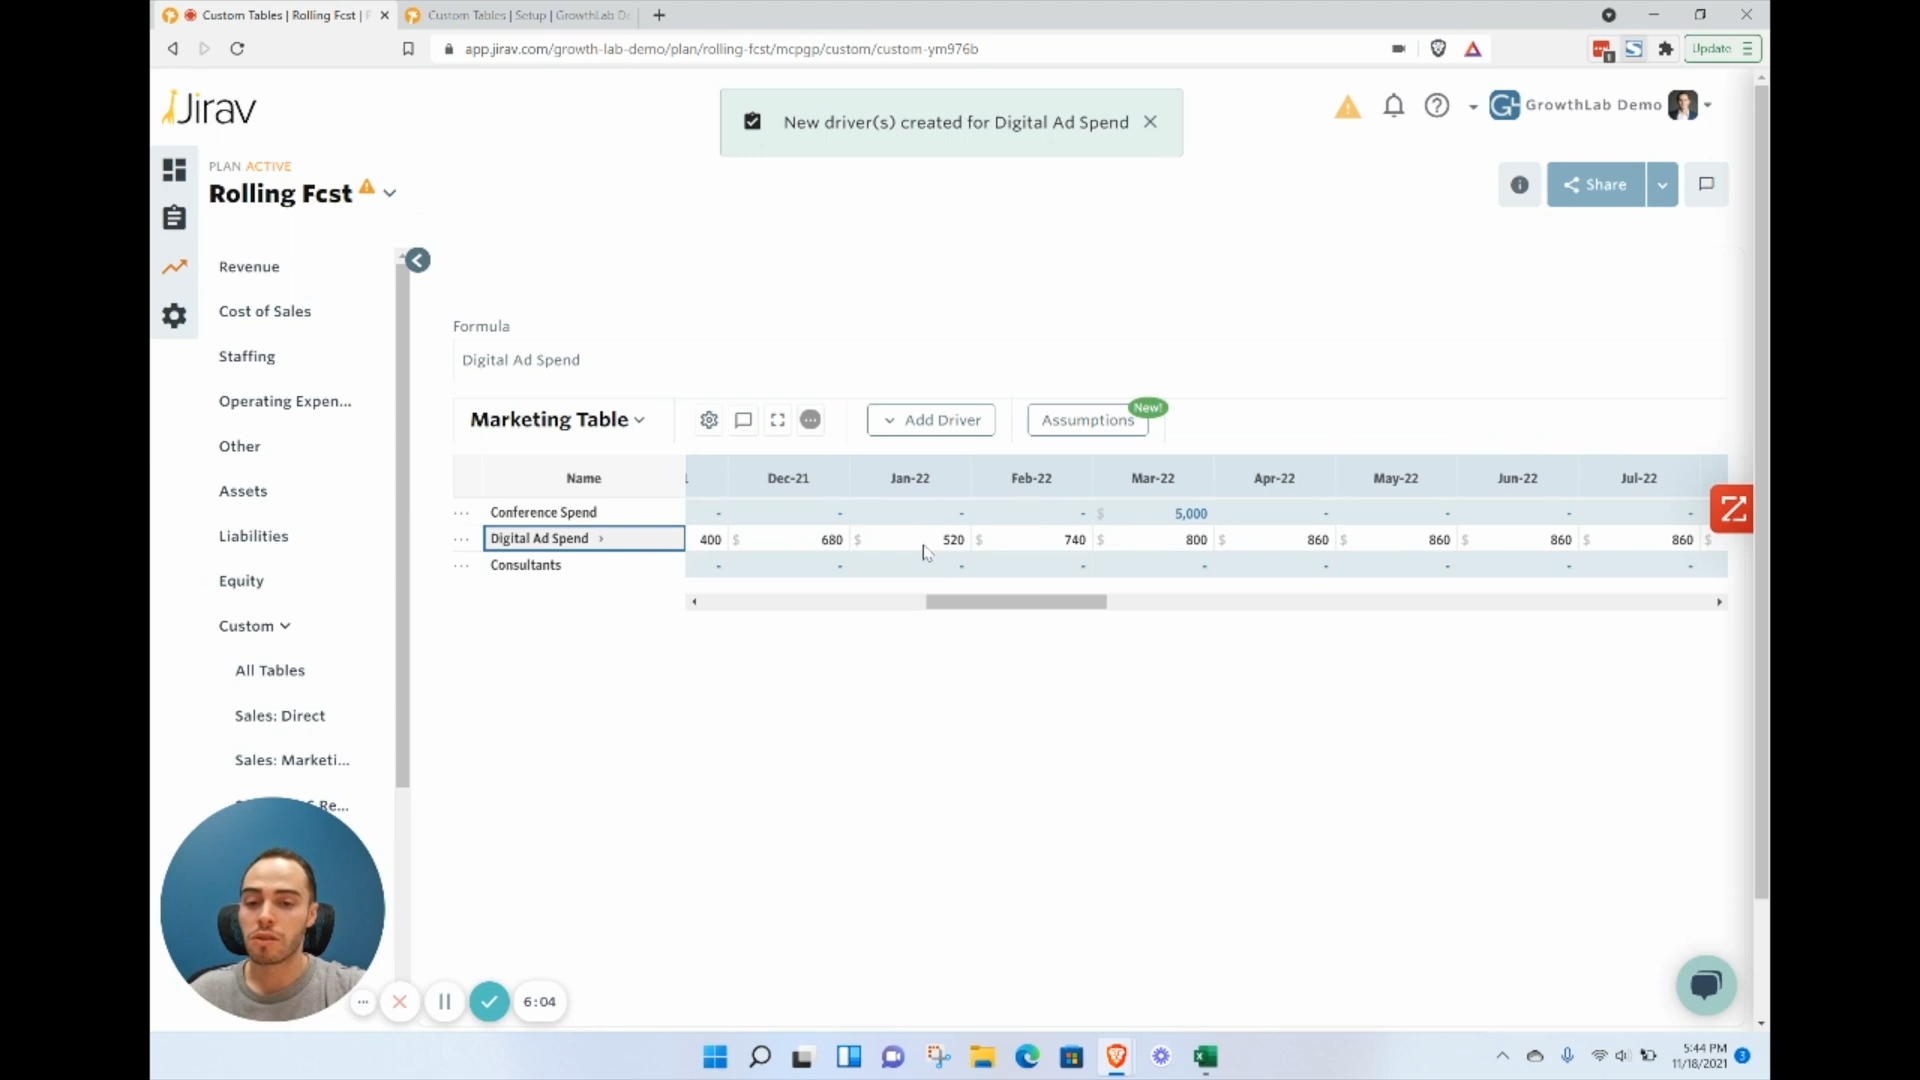 Custom Tables | Rolling Fcst |
Custom Tables | Setup | GrowthLab De
app.jirav.com/growth-lab-demo/plan/rolling-fcst/mcpgp/custom/custom-ym976b
Update
Jirav
New driver(s) created for Digital Ad Spend
GrowthLab Demo
PLAN ACTIVE
Rolling Fcst
Share
Revenue
Cost of Sales
Staffing
Operating Expen...
Other
Assets
Liabilities
Equity
Custom
All Tables
Sales: Direct
Sales: Marketi...
Re...
Formula
Digital Ad Spend
Marketing Table
Add Driver
Assumptions
New!
Name Dec-21 Jan-22 Feb-22 Mar-22 Apr-22 May-22 Jun-22 Jul-22
Conference Spend - - - - $ 5,000 - - - -
Digital Ad Spend 400 $ 680 $ 520 $ 740 $ 800 $ 860 $ 860 $ 860 $ 860 $
Consultants - - - - - - - - -
6:04
5:44 PM
11/18/2021
3